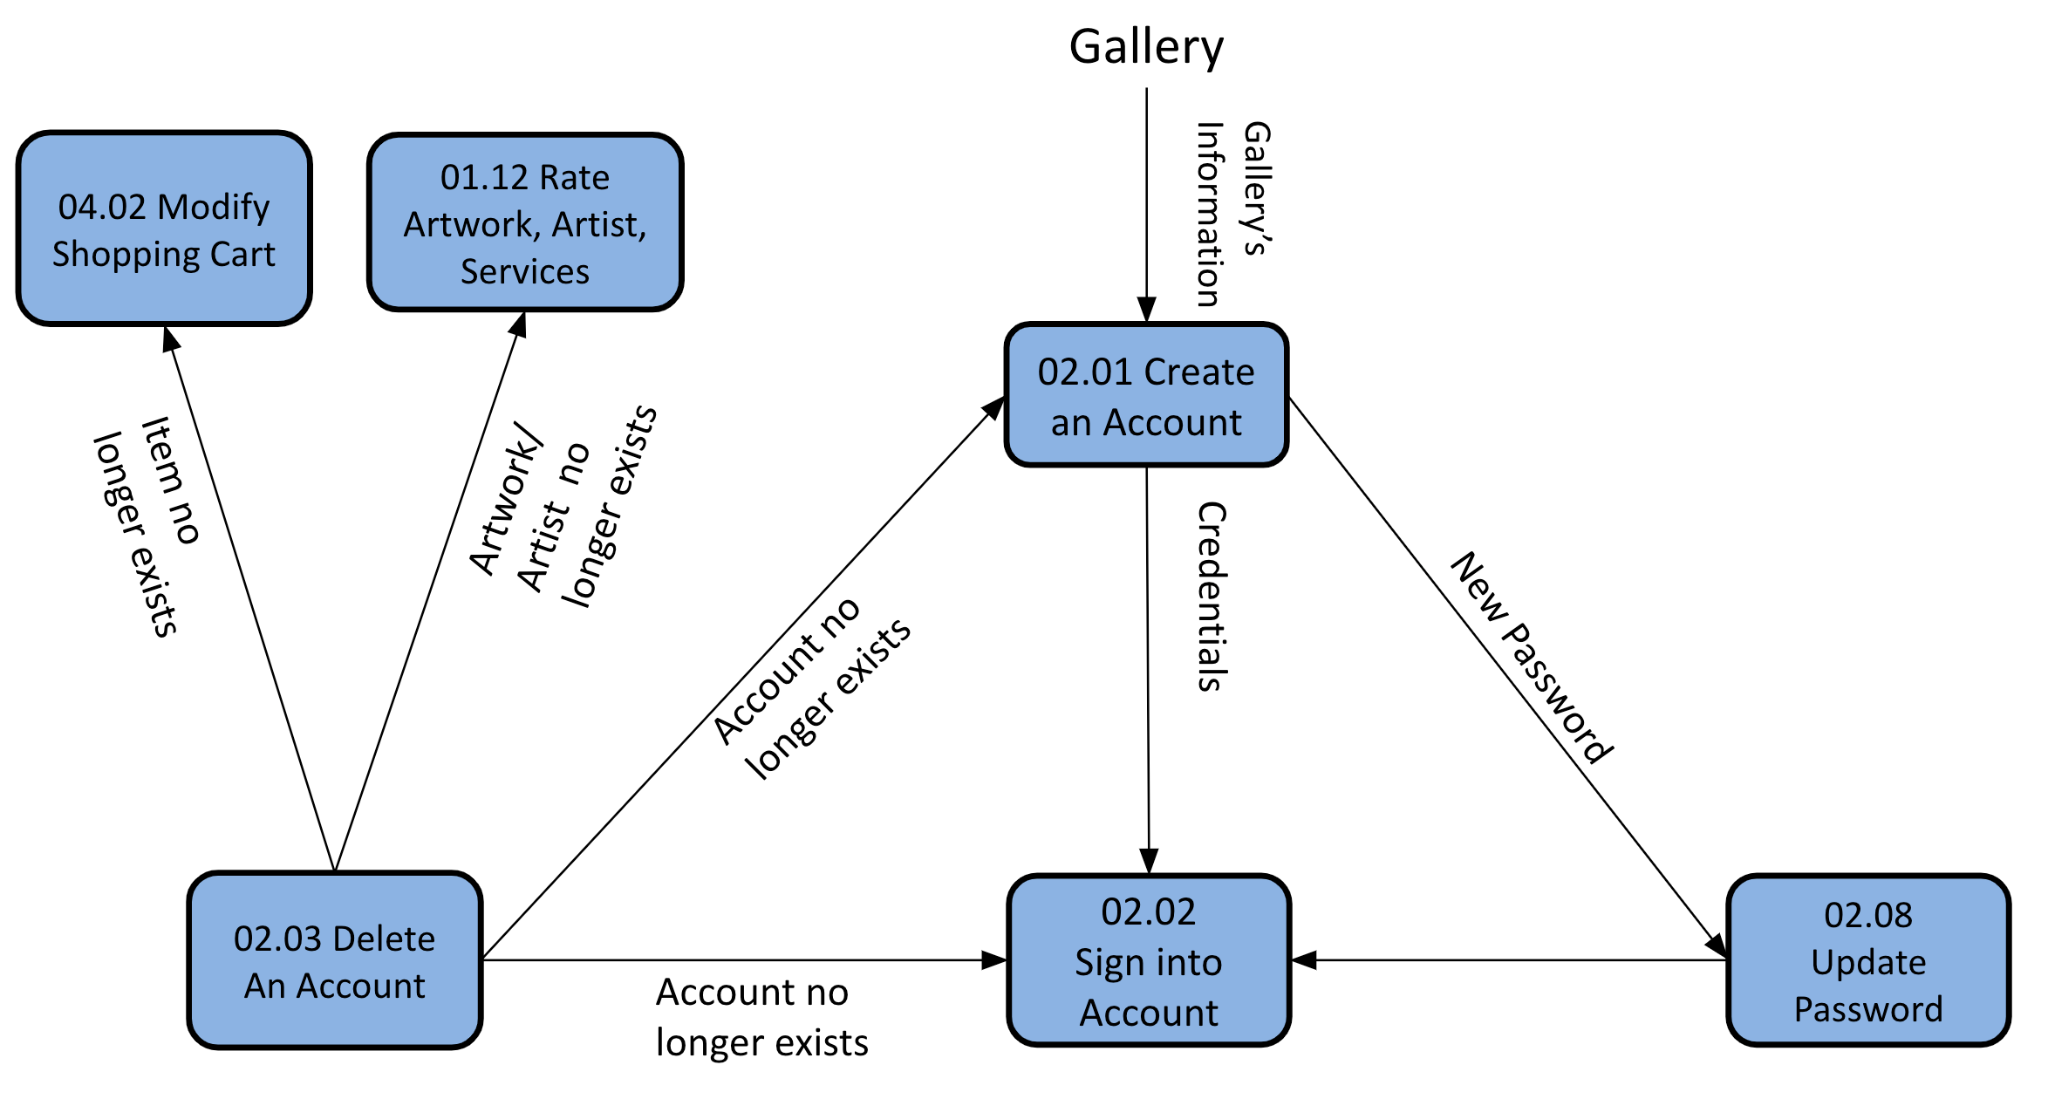 Gallery
Gallery's
Information
04.02 Modify
Shopping Cart
01.12 Rate
Artwork, Artist,
Services
02.01 Create
an Account
Item no
longer exists
Artwork/
Artist no
longer exists
Account no
longer exists
Credentials
New Password
02.03 Delete
An Account
Account no
longer exists
02.02
Sign into
Account
02.08
Update
Password